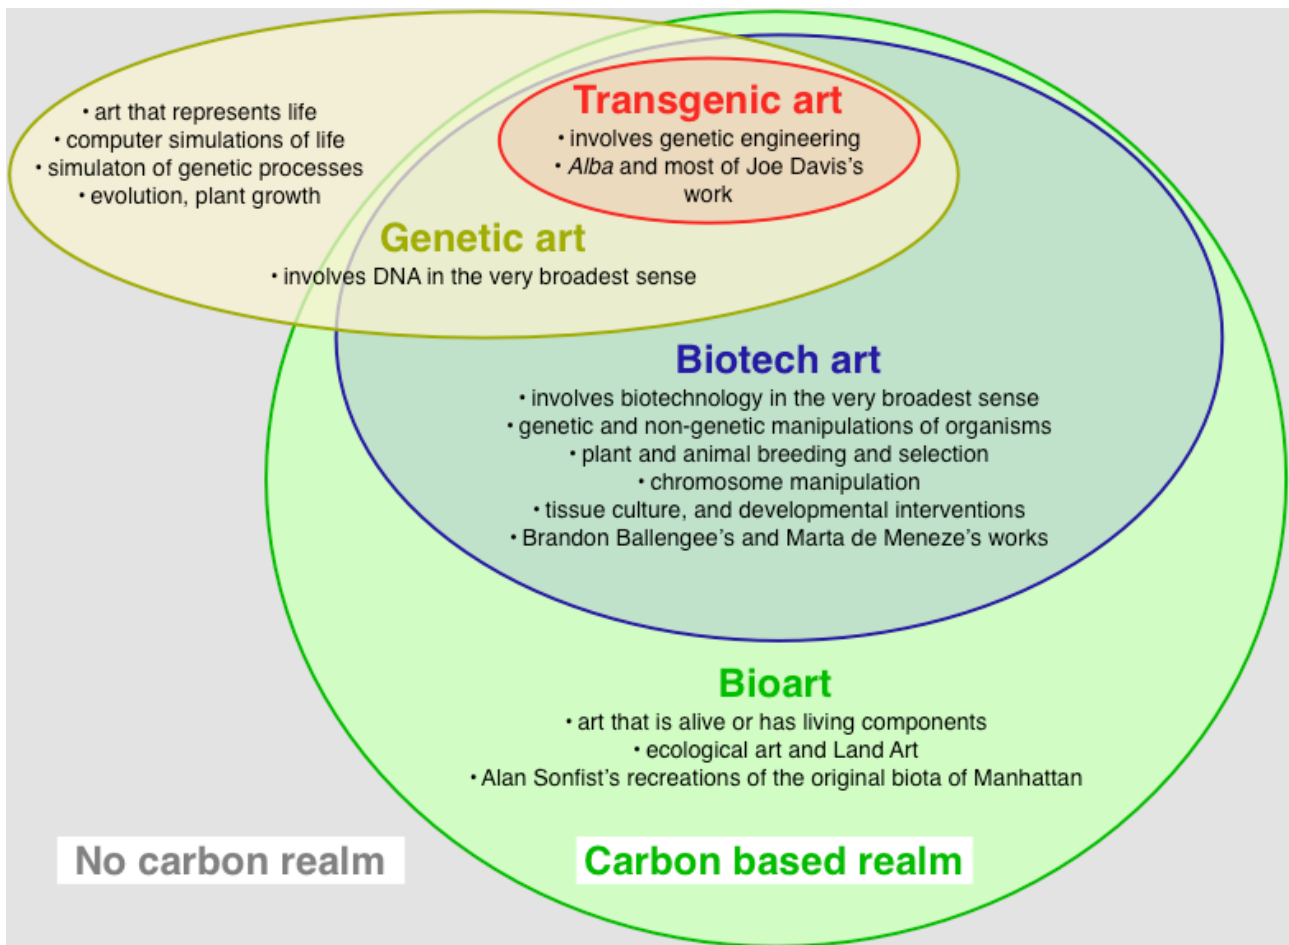 Transgenic art
• involves genetic engineering
• Alba and most of Joe Davis’s
work
• art that represents life
• computer simulations of life
• simulaton of genetic processes
• evolution, plant growth
Genetic art
• involves DNA in the very broadest sense
Biotech art
• involves biotechnology in the very broadest sense
• genetic and non-genetic manipulations of organisms
• plant and animal breeding and selection
• chromosome manipulation
• tissue culture, and developmental interventions
• Brandon Ballengee’s and Marta de Meneze’s works
Bioart
• art that is alive or has living components
• ecological art and Land Art
• Alan Sonfist’s recreations of the original biota of Manhattan
No carbon realm
Carbon based realm